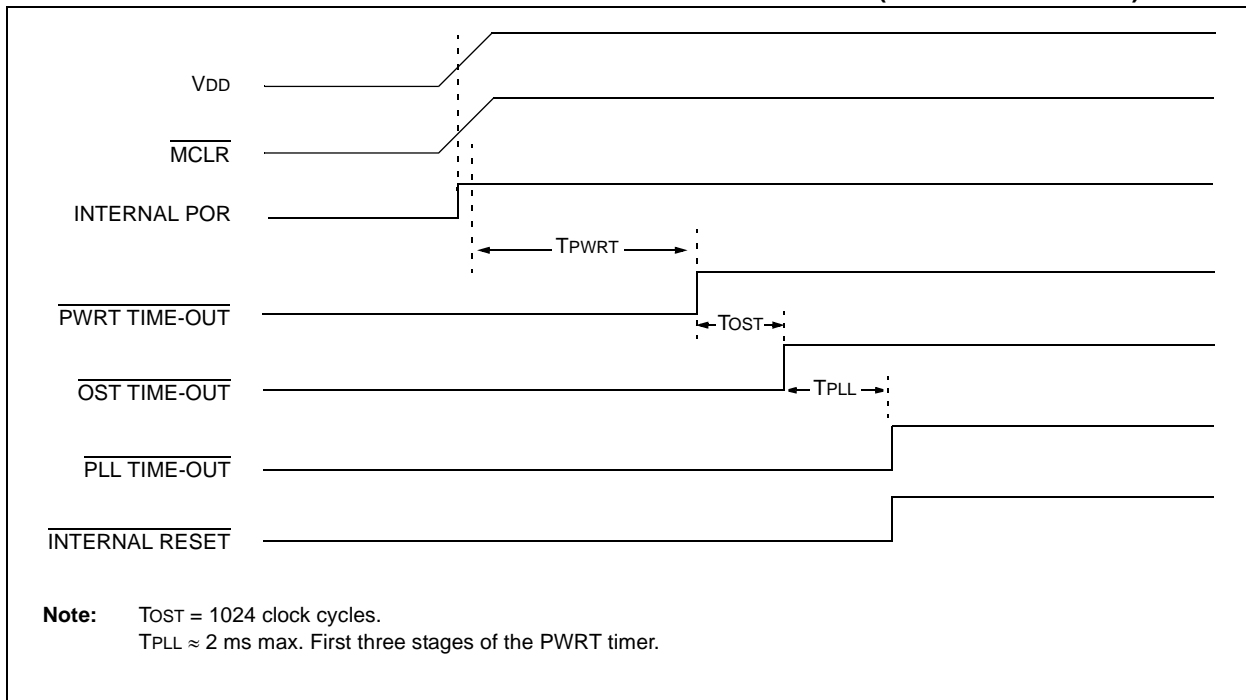 VDD
MCLR
INTERNAL POR
TPWRT
PWRT TIME-OUT
TOST
OST TIME-OUT
TPLL
PLL TIME-OUT
INTERNAL RESET
Note: TOST = 1024 clock cycles.
TPLL ≈ 2 ms max. First three stages of the PWRT timer.